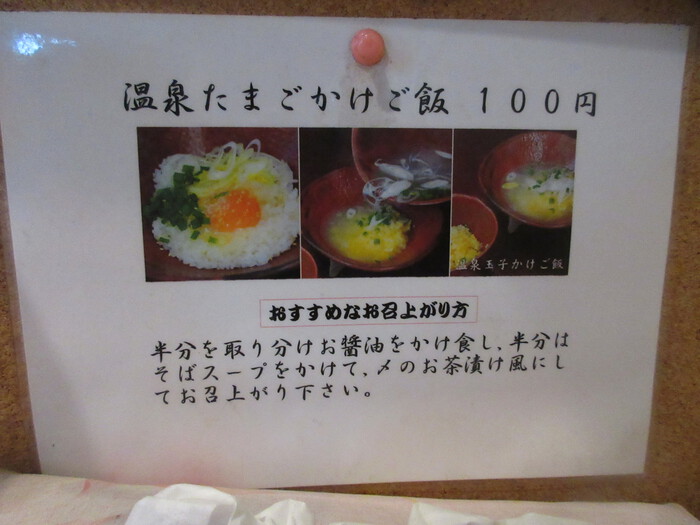 温泉たまごかけご飯 100円
温泉玉子かけご飯
おすすめなお召上がり方
半分を取り分けお醤油をかけ食し、半分は
そばスープをかけて、〆のお茶漬け風にし
てお召上がり下さい。